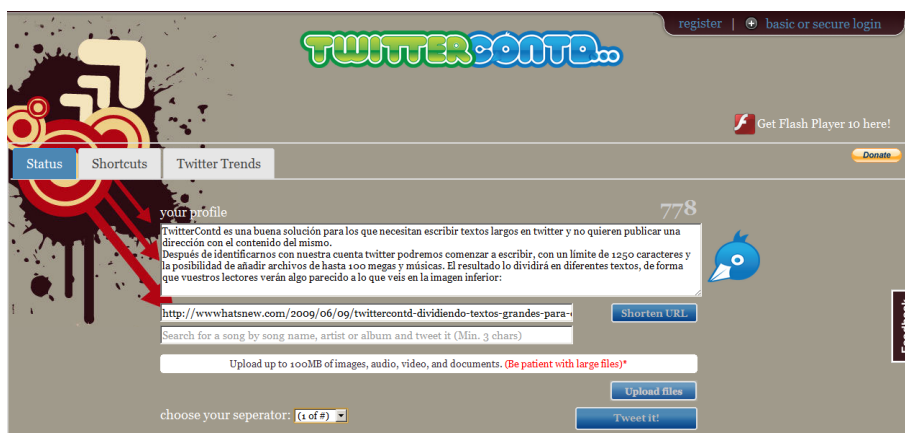 register | basic or secure login
TWITTERCONTD...
Get Flash Player 10 here!
Status Shortcuts Twitter Trends
Donate
your profile 778
TwitterContd es una buena solución para los que necesitan escribir textos largos en twitter y no quieren publicar una
dirección con el contenido del mismo.
Después de identificarnos con nuestra cuenta twitter podremos comenzar a escribir, con un límite de 1250 caracteres y
la posibilidad de añadir archivos de hasta 100 megas y músicas. El resultado lo dividirá en diferentes textos, de forma
que vuestros lectores verán algo parecido a lo que veis en la imagen inferior:
http://wwwhatsnew.com/2009/06/09/twittercontd-dividiendo-textos-grandes-para-
Shorten URL
Search for a song by song name, artist or album and tweet it (Min. 3 chars)
Upload up to 100MB of images, audio, video, and documents. (Be patient with large files)*
Upload files
choose your seperator: (1 of #)
Tweet it!